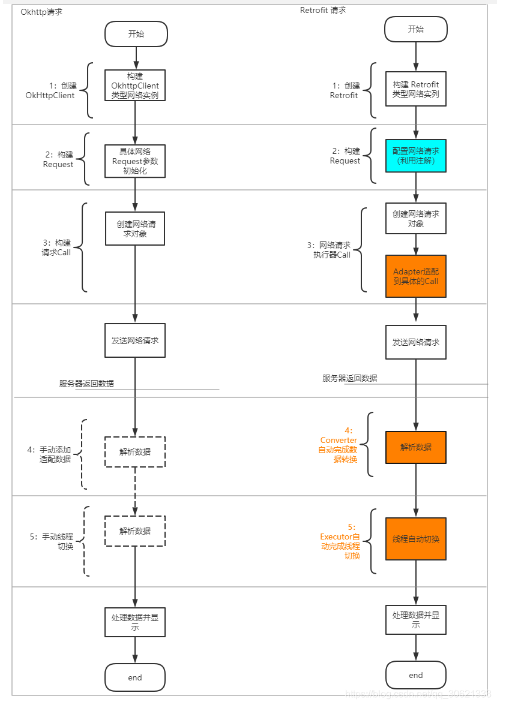 Okhttp请求
开始
1：创建
OkHttpClient
构建
OkhttpClient
类型网络实例
2：构建
Request
具体网络
Request参数
初始化
3：构建
请求Call
创建网络请
求对象
发送网络请求
服务器返回数据
4：手动添加
适配数据
解析数据
5：手动线程
切换
解析数据
处理数据并显
示
end
Retrofit 请求
开始
1：创建
Retrofit
构建 Retrofit
类型网络实列
2：构建
Request
配置网络请求
(利用注解)
3：网络请求
执行器Call
创建网络请求
对象
Adapter适配
到具体的Call
发送网络请求
服务器返回数据
4：
Converter
自动完成数
据转换
解析数据
5：
Executor自
动完成线程
切换
线程自动切换
处理数据并显
示
end